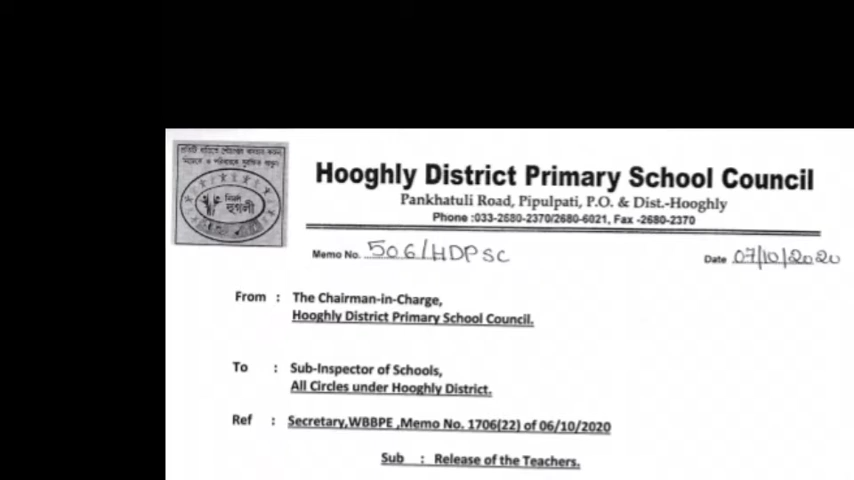 হুগলী
Hooghly District Primary School Council
Pankhatuli Road, Pipulpati, P.O. & Dist.-Hooghly
Phone :033-2680-2370/2680-6021, Fax -2680-2370
Memo No. 506/HDPSC Date 07/10/2020
From : The Chairman-in-Charge,
Hooghly District Primary School Council.
To : Sub-Inspector of Schools,
All Circles under Hooghly District.
Ref : Secretary,WBBPE ,Memo No. 1706(22) of 06/10/2020
Sub : Release of the Teachers.